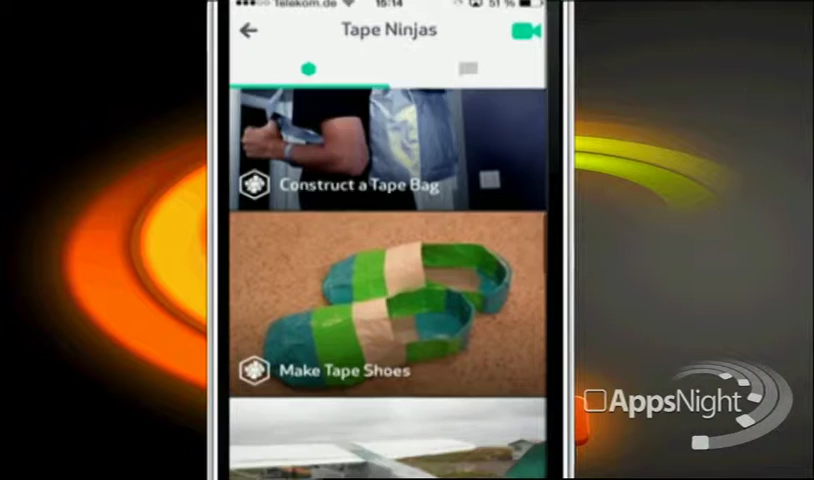 Telekom.de 15:14 51 %
Tape Ninjas
Construct a Tape Bag
Make Tape Shoes
AppsNight